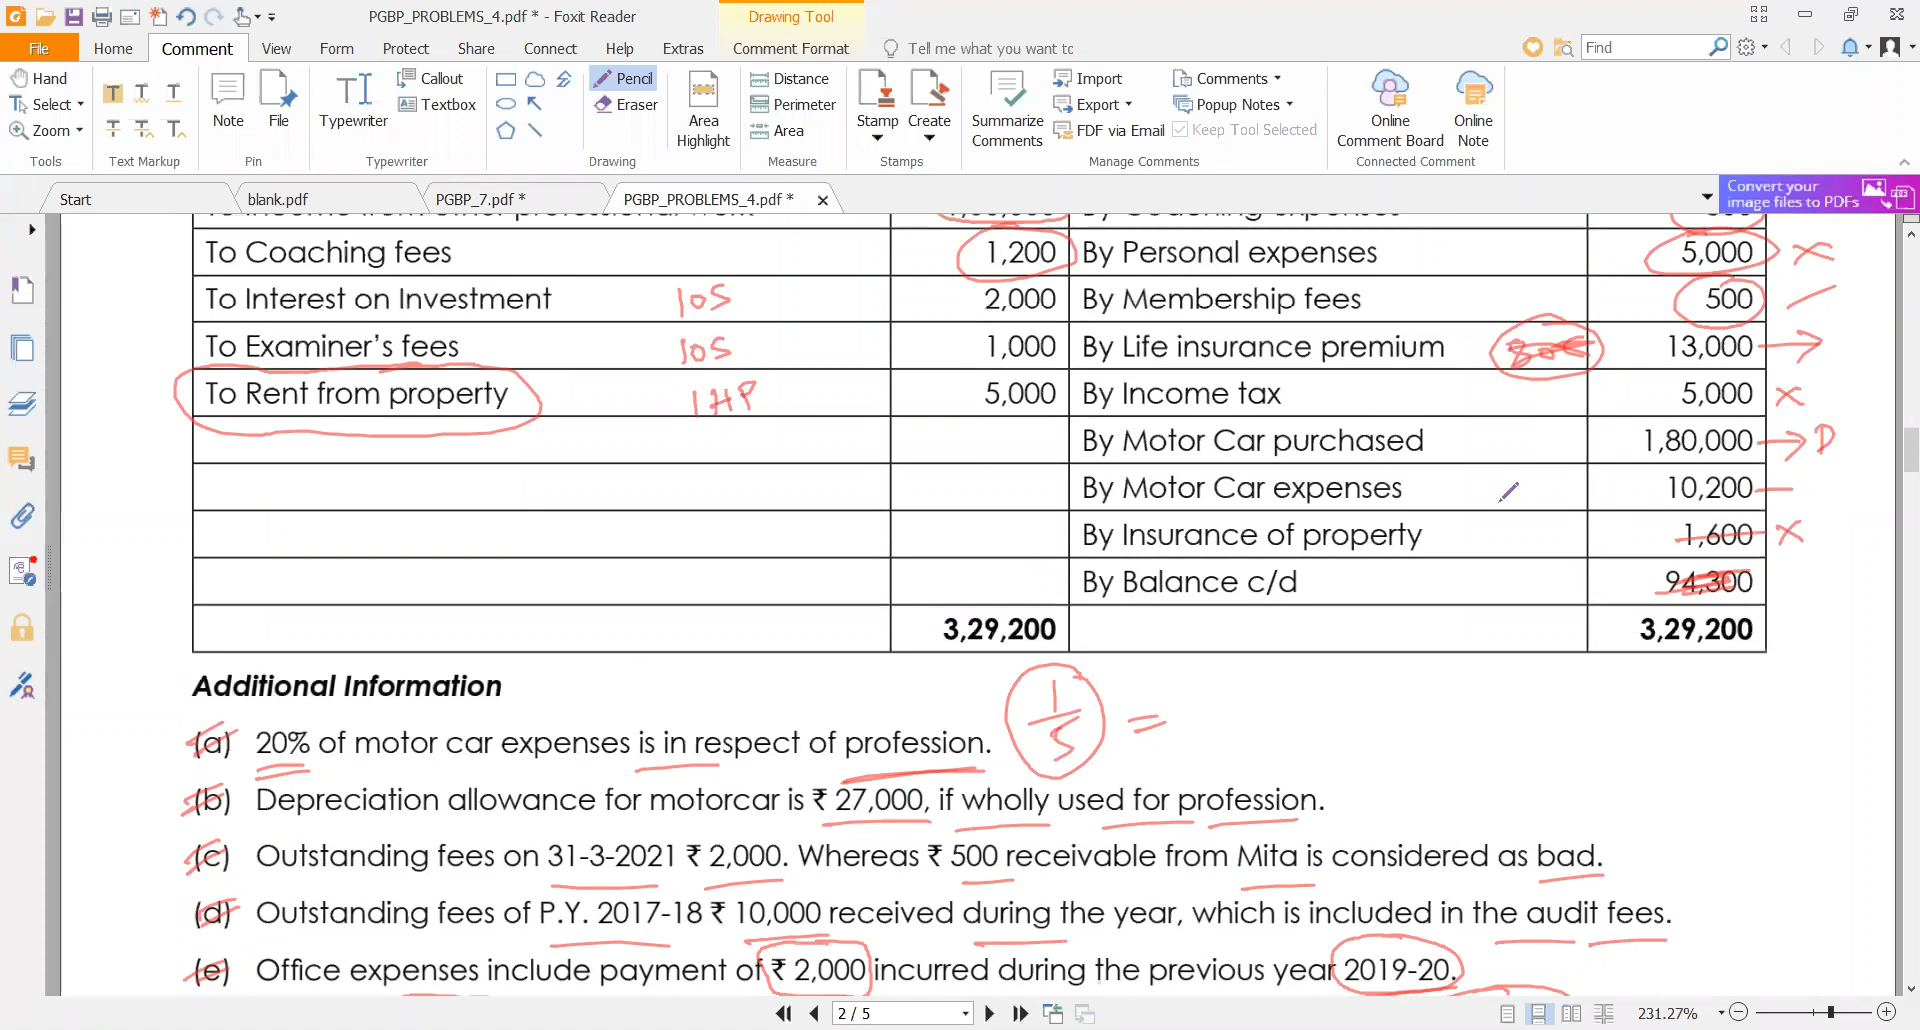 PGBP_PROBLEMS_4.pdf * - Foxit Reader
Drawing Tool
File Home Comment View Form Protect Share Connect Help Extras Comment Format Tell me what you want to
Find
Hand
Select
Zoom
Tools
Text Markup
Note
File
Pin
Typewriter
Callout
Textbox
Typewriter
Pencil
Eraser
Drawing
Area
Highlight
Distance
Perimeter
Area
Measure
Stamp
Create
Stamps
Summarize
Comments
Import
Export
FDF via Email
Comments
Popup Notes
Keep Tool Selected
Manage Comments
Online
Comment Board
Online
Note
Connected Comment
Start blank.pdf PGBP_7.pdf * PGBP_PROBLEMS_4.pdf *
Convert your
image files to PDFs
To Coaching fees 1,200 By Personal expenses 5,000
To Interest on Investment IOS 2,000 By Membership fees 500
To Examiner's fees IOS 1,000 By Life insurance premium 13,000
To Rent from property IHP 5,000 By Income tax 5,000
By Motor Car purchased 1,80,000 D
By Motor Car expenses 10,200
By Insurance of property 1,600
By Balance c/d 94,300
3,29,200 3,29,200
Additional Information
(a) 20% of motor car expenses is in respect of profession. 1/5 =
(b) Depreciation allowance for motorcar is ₹ 27,000, if wholly used for profession.
(c) Outstanding fees on 31-3-2021 ₹ 2,000. Whereas ₹ 500 receivable from Mita is considered as bad.
(d) Outstanding fees of P.Y. 2017-18 ₹ 10,000 received during the year, which is included in the audit fees.
(e) Office expenses include payment of ₹ 2,000 incurred during the previous year 2019-20.
2 / 5
231.27%